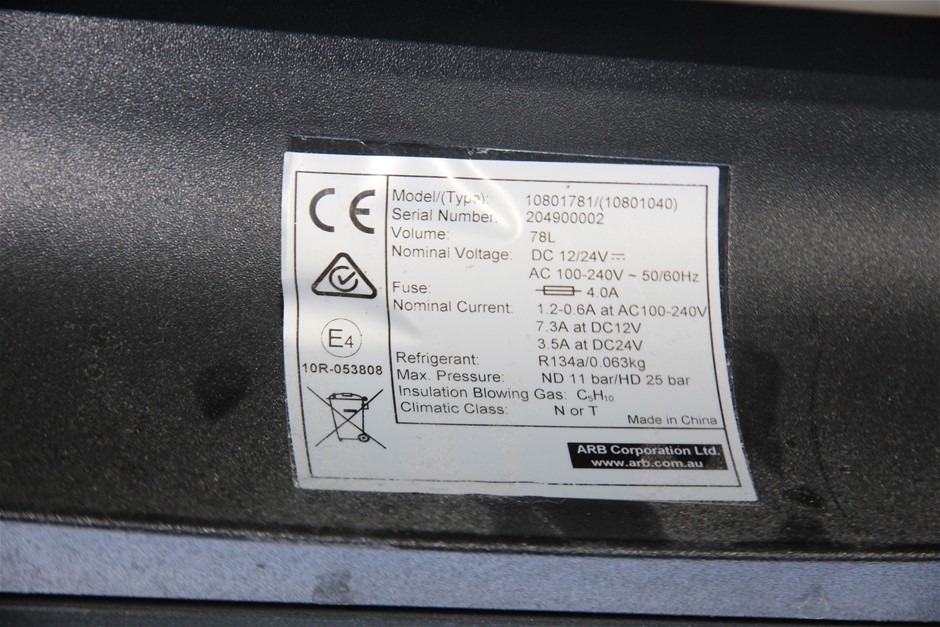 CE
Model/(Type): 10801781/(10801040)
Serial Number: 204900002
Volume: 78L
Nominal Voltage: DC 12/24V⎓
AC 100-240V ~ 50/60Hz
Fuse: 4.0A
Nominal Current: 1.2-0.6A at AC100-240V
7.3A at DC12V
3.5A at DC24V
E4
10R-053808
Refrigerant: R134a/0.063kg
Max. Pressure: ND 11 bar/HD 25 bar
Insulation Blowing Gas: C₅H₁₀
Climatic Class: N or T
Made in China
ARB Corporation Ltd.
www.arb.com.au